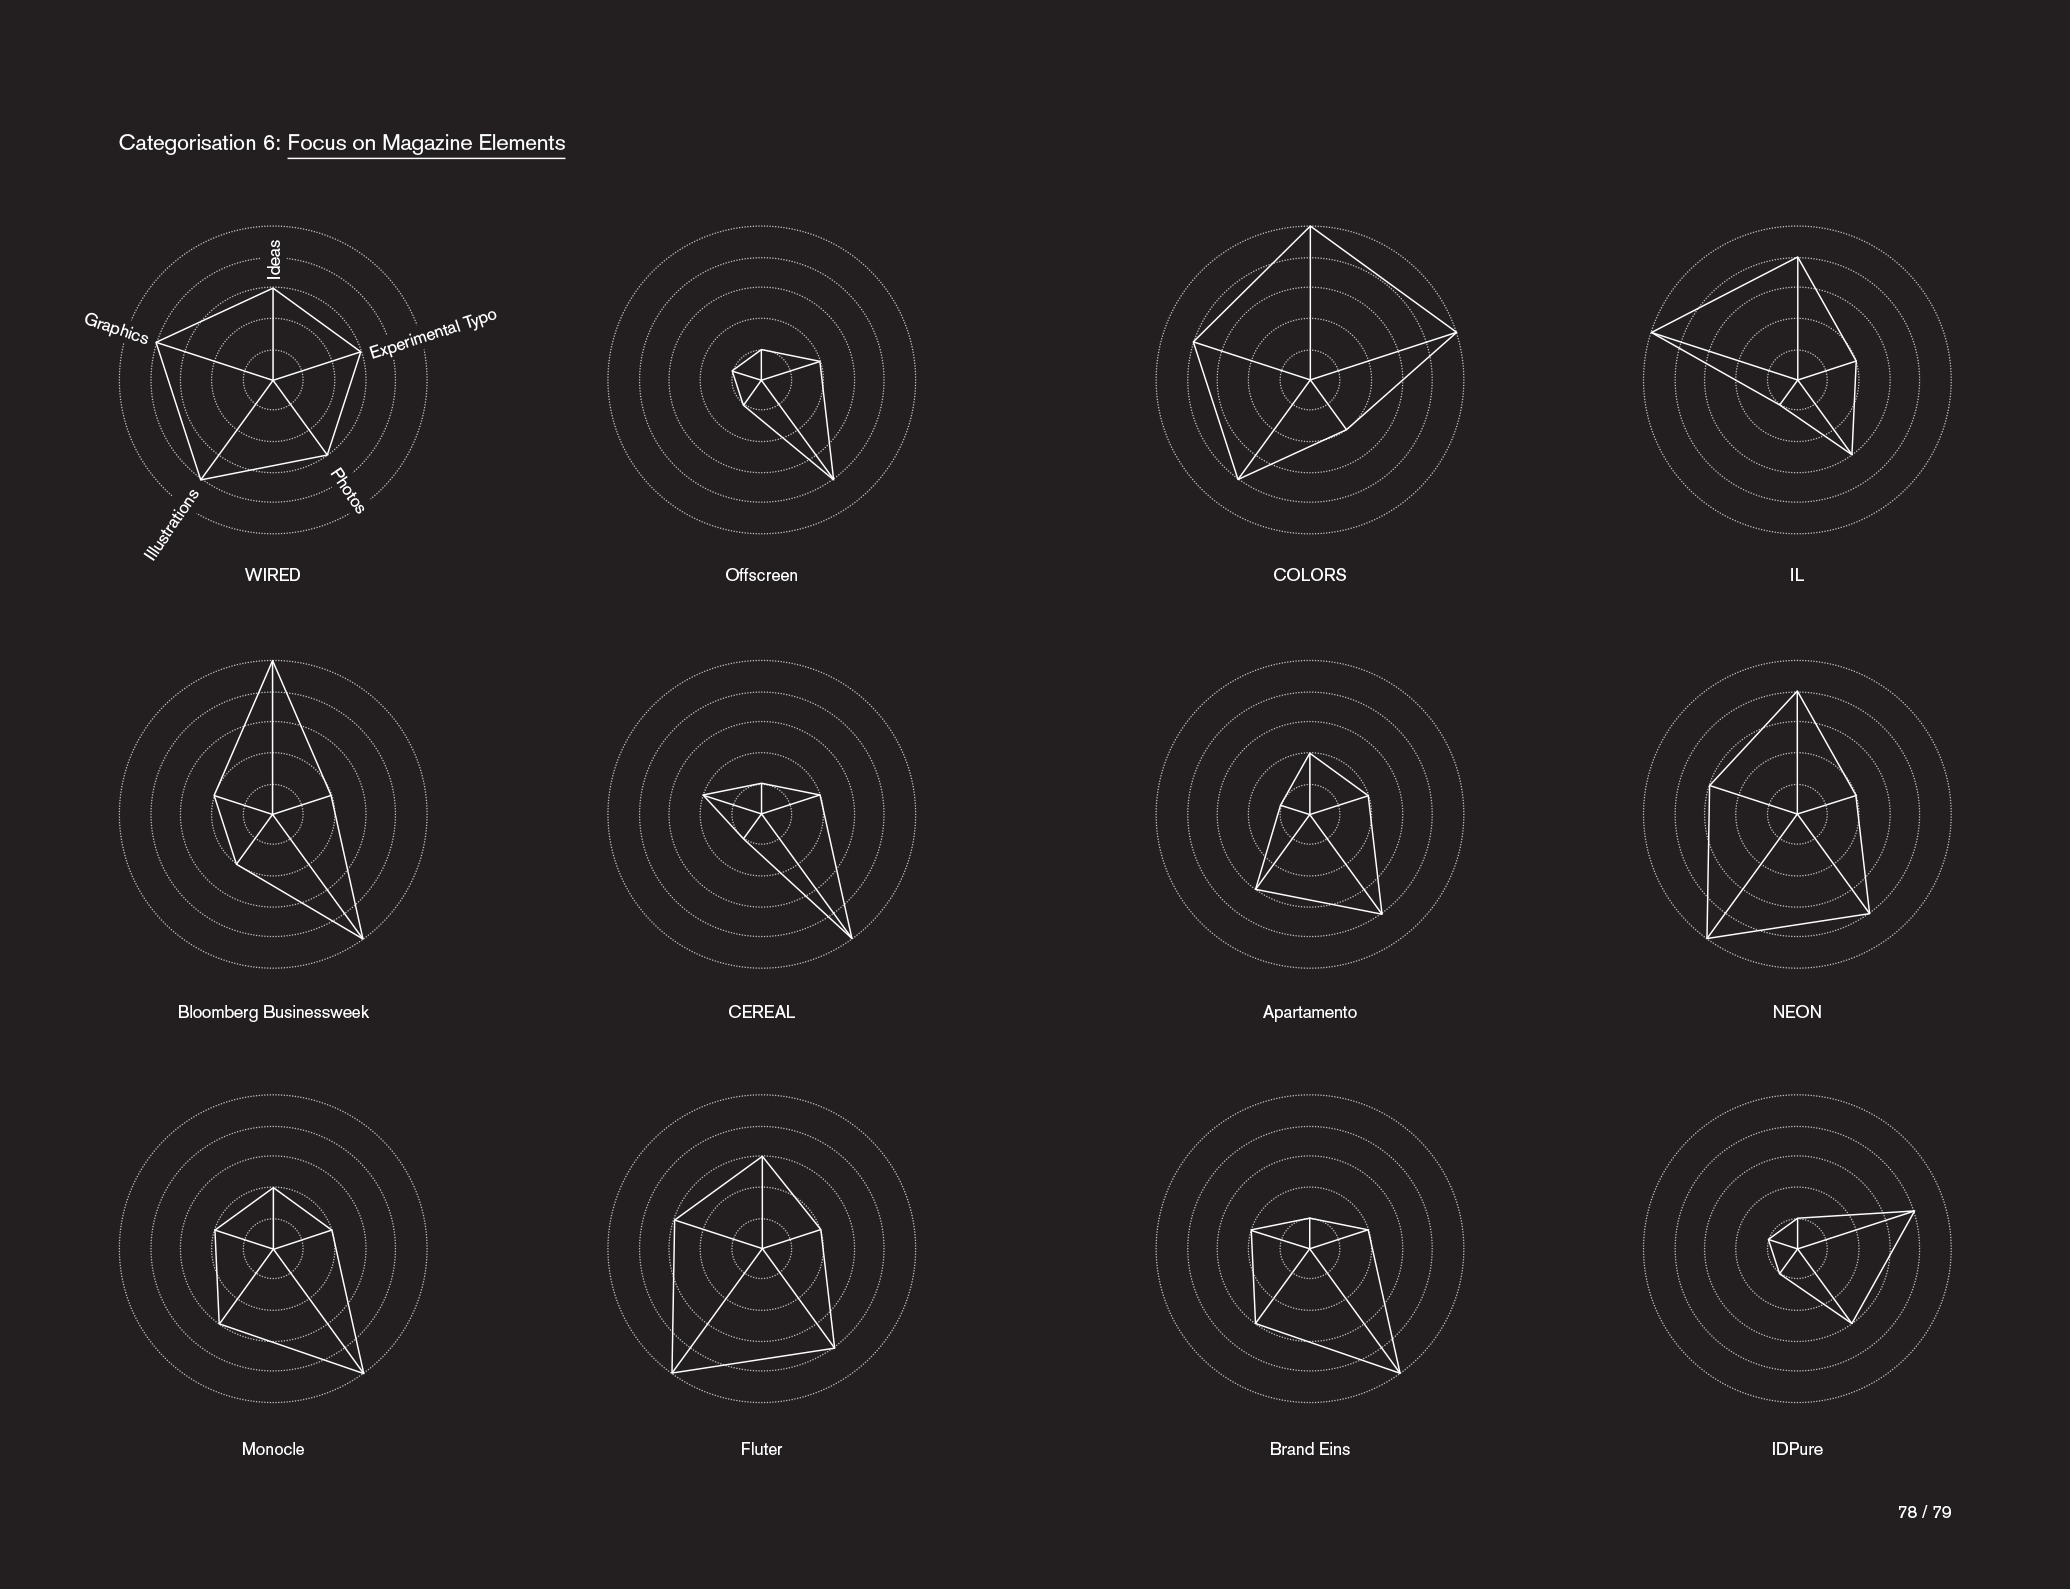 Categorisation 6: Focus on Magazine Elements
Ideas
Graphics
Experimental Typo
Photos
Illustrations
WIRED
Offscreen
COLORS
IL
Bloomberg Businessweek
CEREAL
Apartamento
NEON
Monocle
Fluter
Brand Eins
IDPure
78 / 79